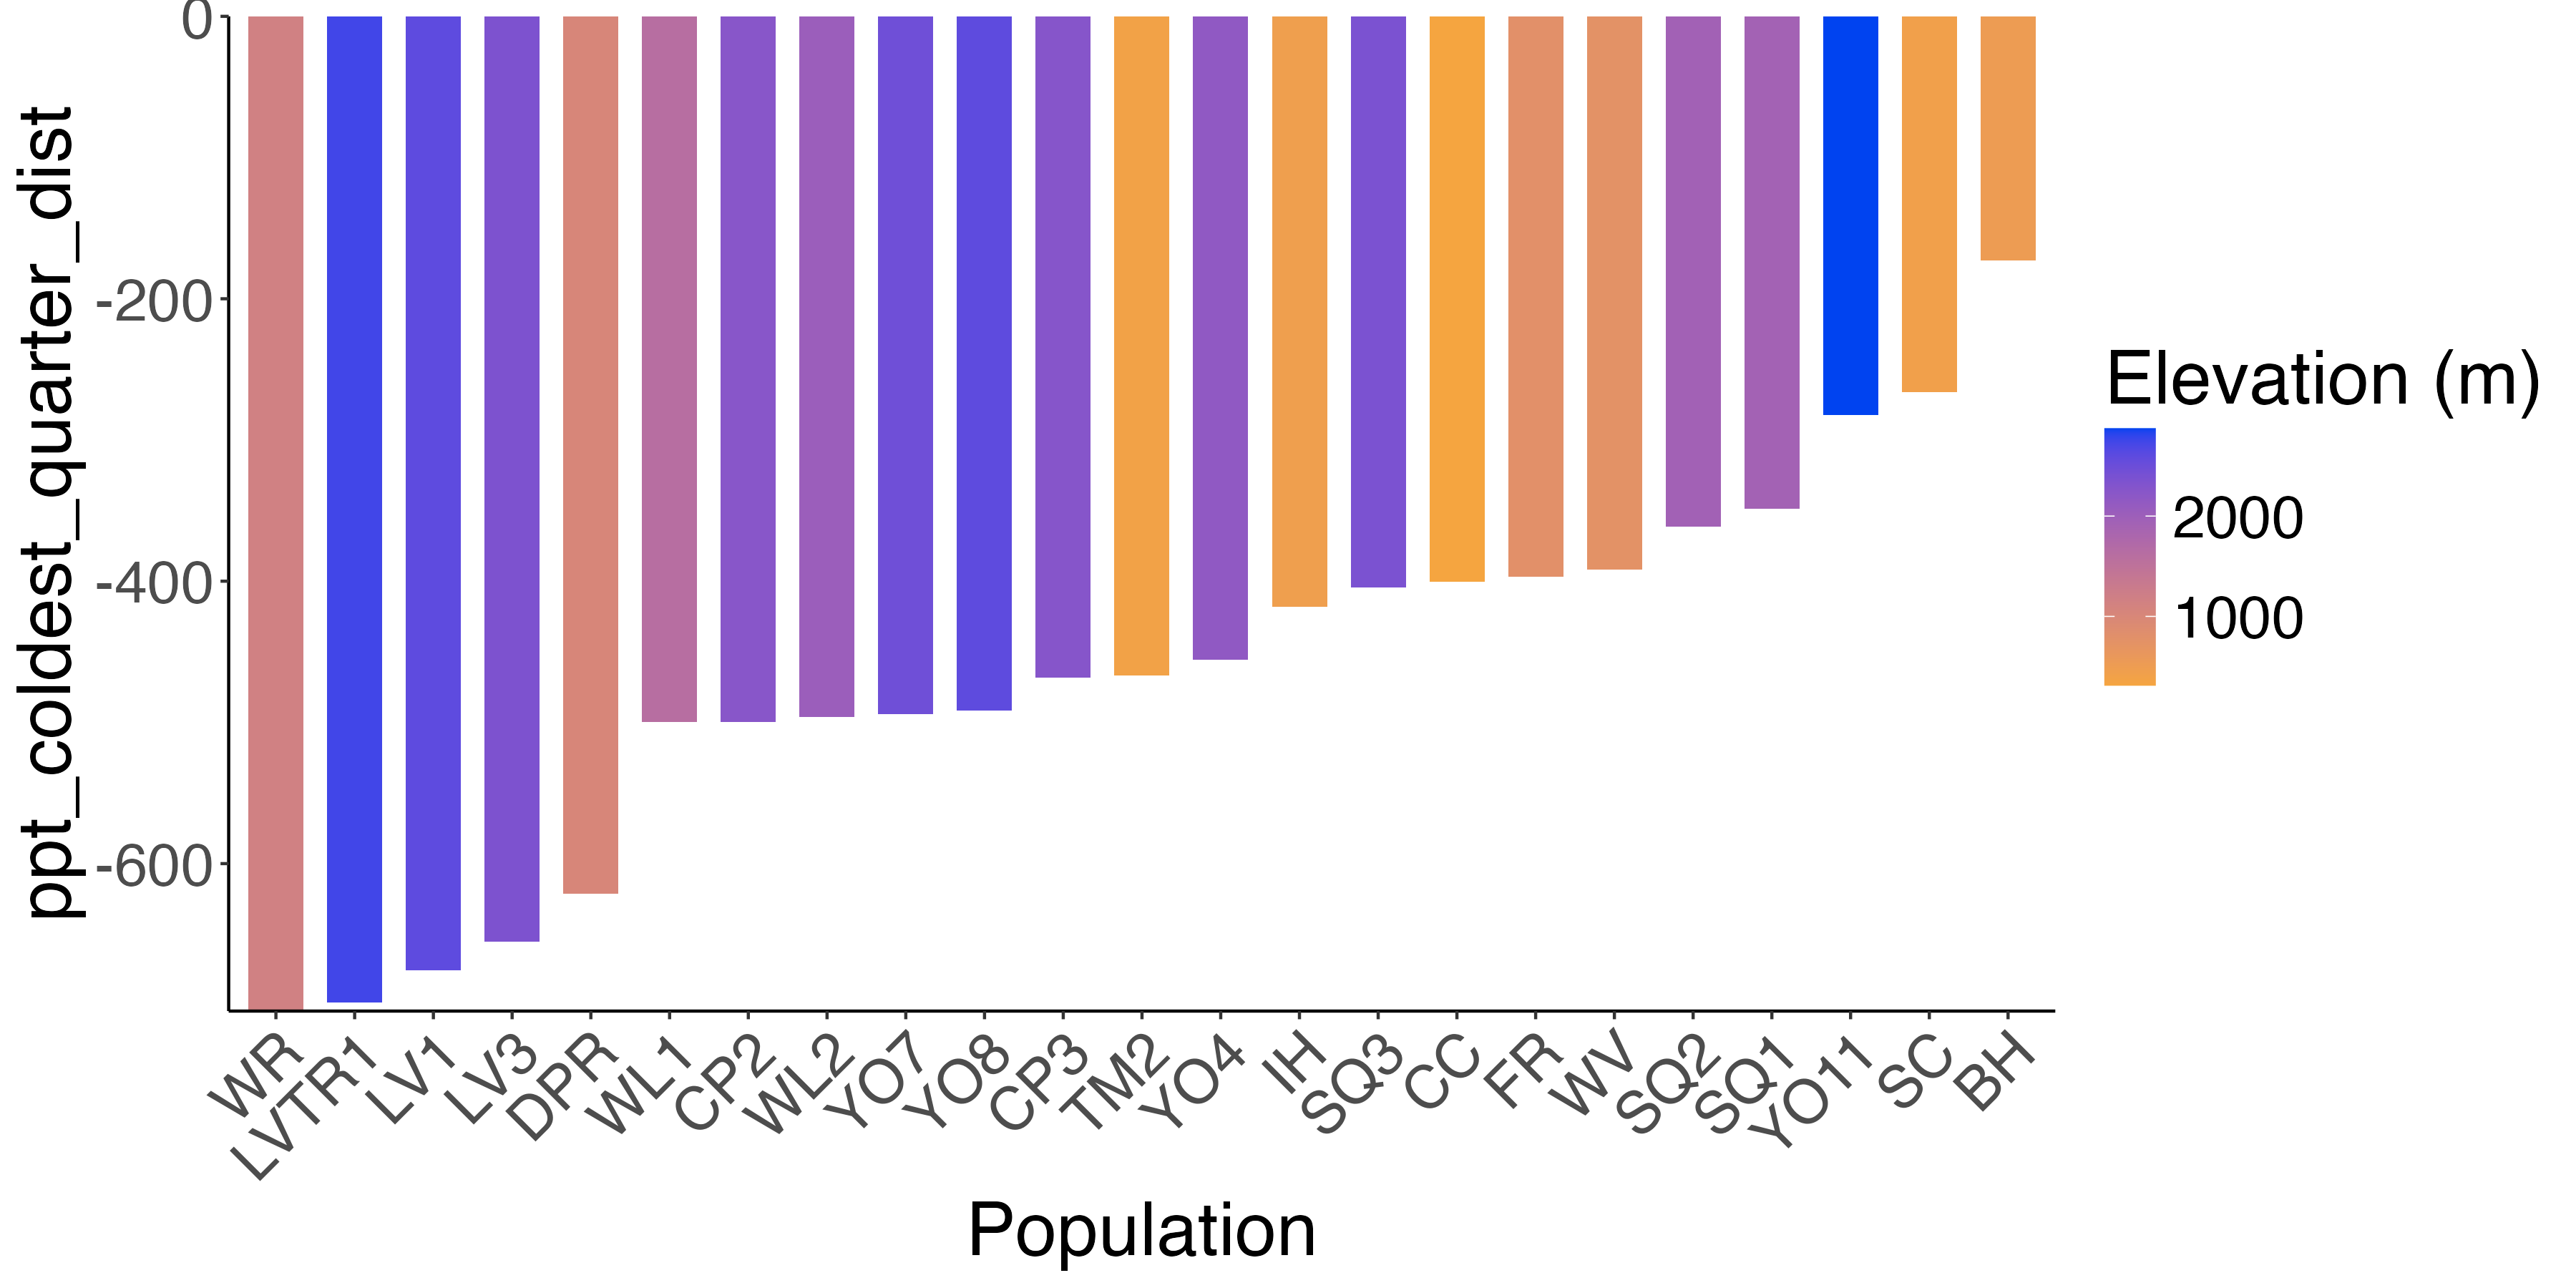 ppt_coldest_quarter_dist
0
-200
-400
-600
WR
LVTR1
LV1
LV3
DPR
WL1
CP2
WL2
YO7
YO8
CP3
TM2
YO4
IH
SQ3
CC
FR
WV
SQ2
SQ1
YO11
SC
BH
Population
Elevation (m)
2000
1000